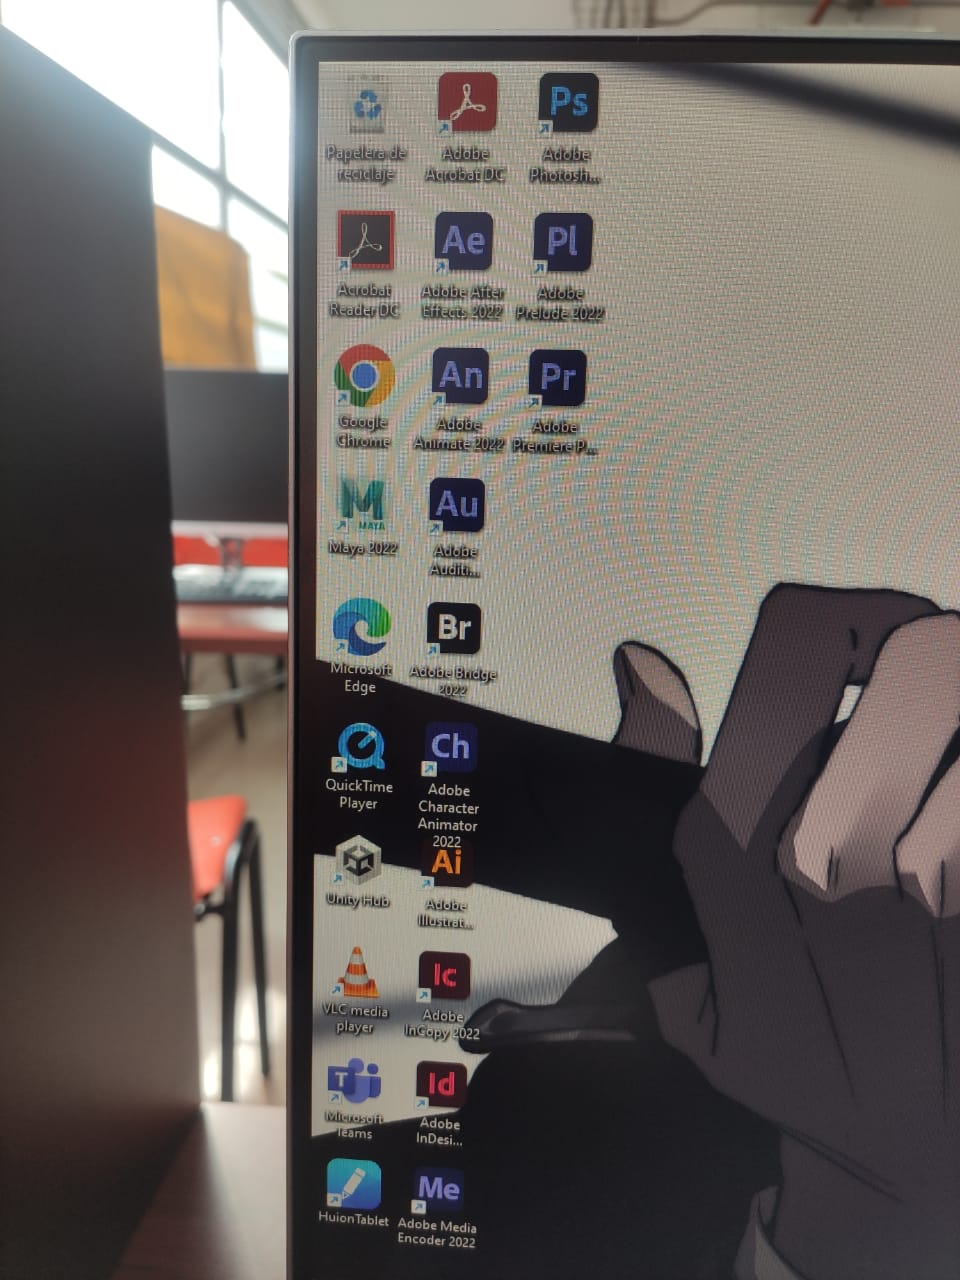 Papelera de
reciclaje
Acrobat
Reader DC
Google
Chrome
MAYA
Maya 2022
Microsoft
Edge
QuickTime
Player
Unity Hub
VLC media
player
T
Microsoft
Teams
HuionTablet
Adobe
Acrobat DC
Ae
Adobe After
Effects 2022
An
Adobe
Animate 2022
Au
Adobe
Auditi...
Br
Adobe Bridge
2022
Ch
Adobe
Character
Animator
2022
Ai
Adobe
Illustrat...
Ic
Adobe
InCopy 2022
Id
Adobe
InDesi...
Me
Adobe Media
Encoder 2022
Ps
Adobe
Photosh...
Pl
Adobe
Prelude 2022
Pr
Adobe
Premiere P...